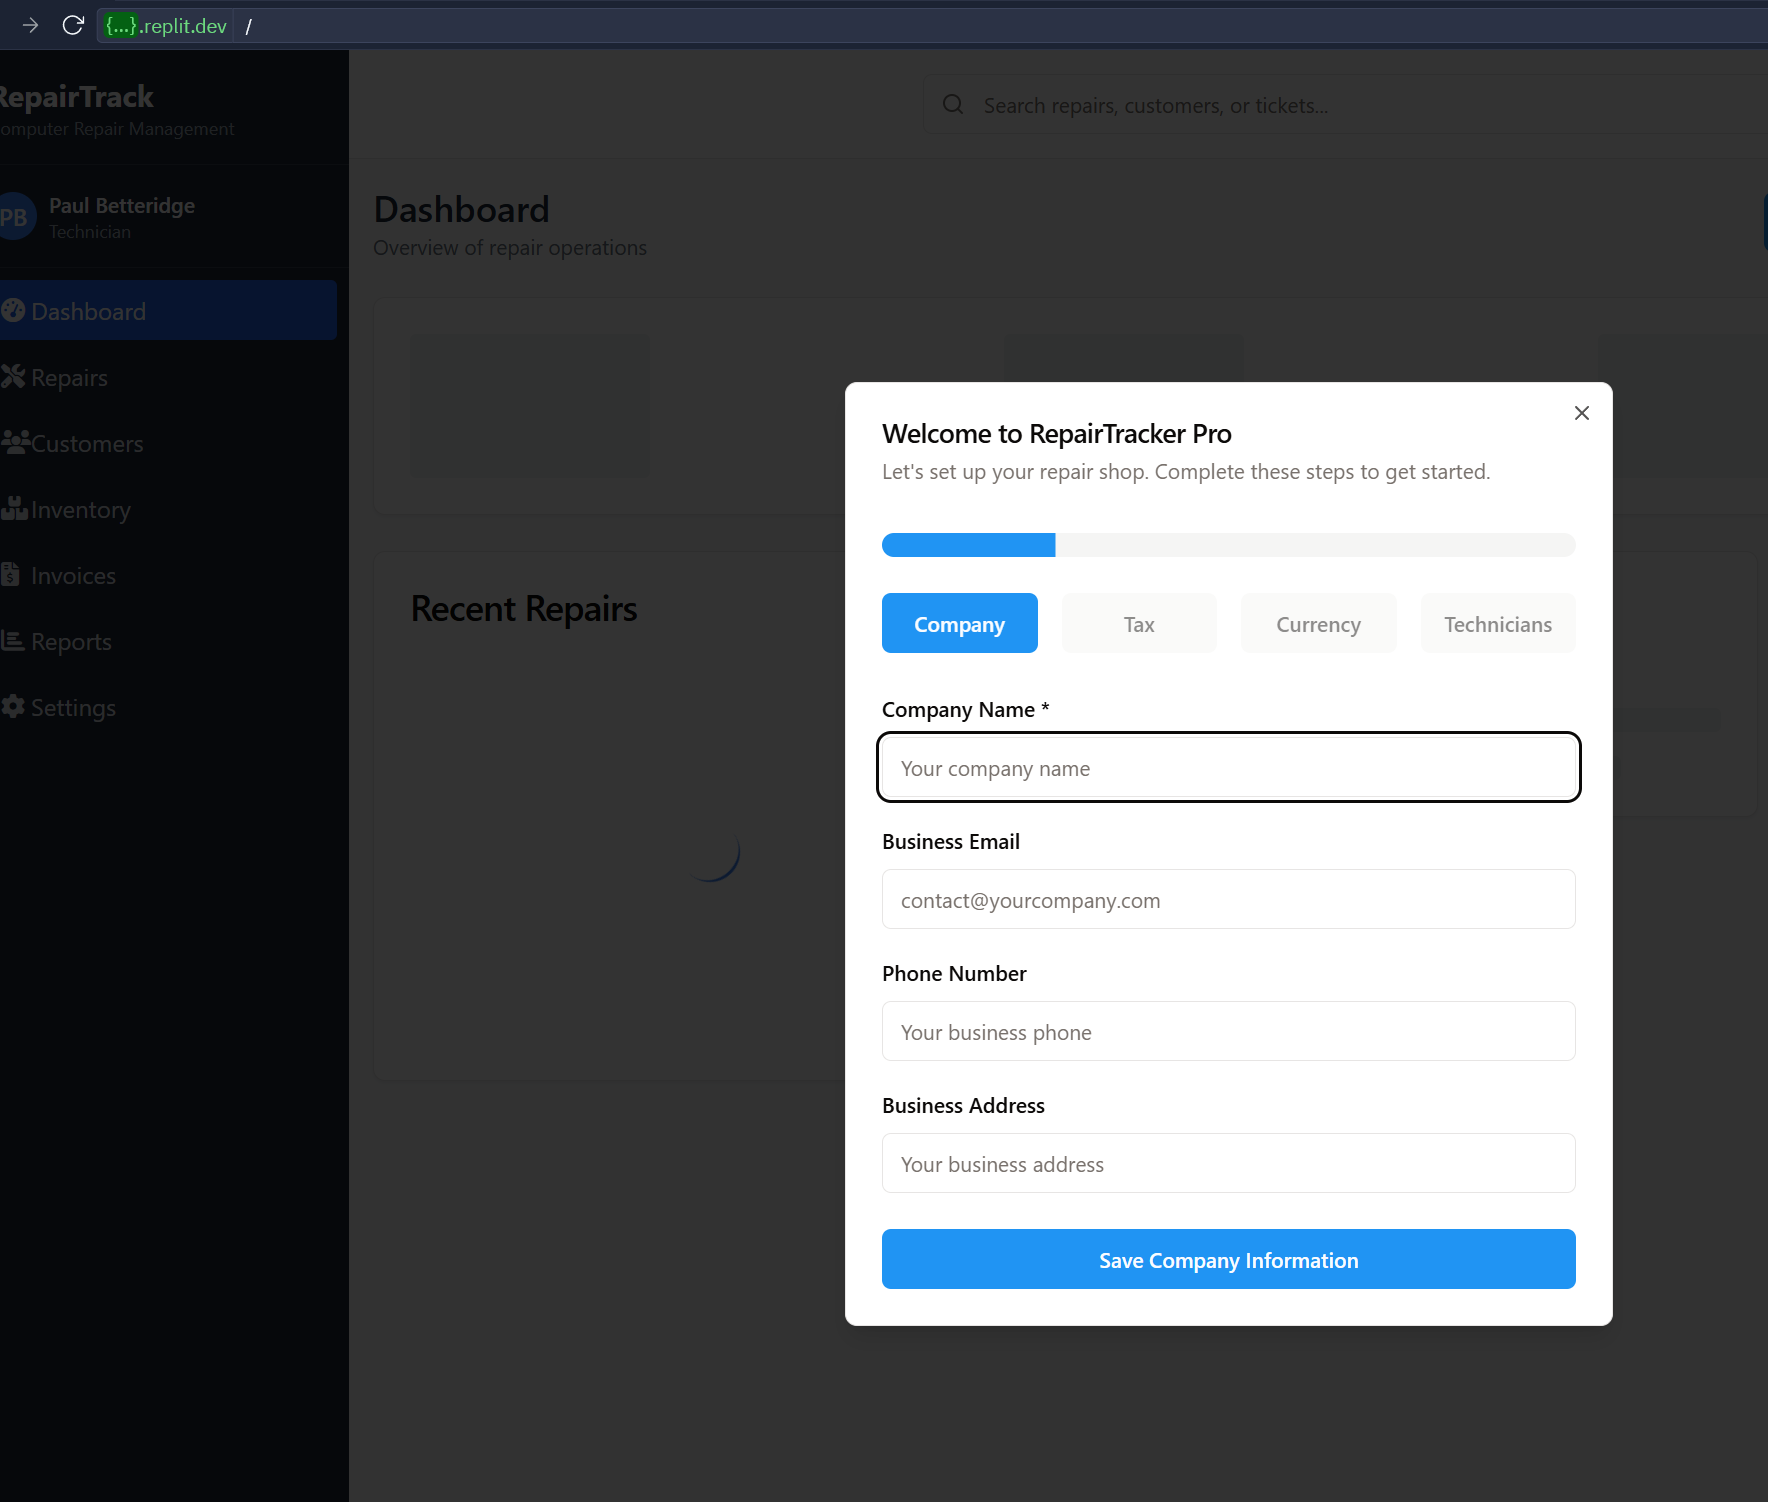 {...}.replit.dev /
RepairTrack
omputer Repair Management
Search repairs, customers, or tickets...
PB
Paul Betteridge
Technician
Dashboard
Repairs
Customers
Inventory
Invoices
Reports
Settings
Dashboard
Overview of repair operations
Recent Repairs
Welcome to RepairTracker Pro
Let's set up your repair shop. Complete these steps to get started.
Company
Tax
Currency
Technicians
Company Name *
Your company name
Business Email
contact@yourcompany.com
Phone Number
Your business phone
Business Address
Your business address
Save Company Information